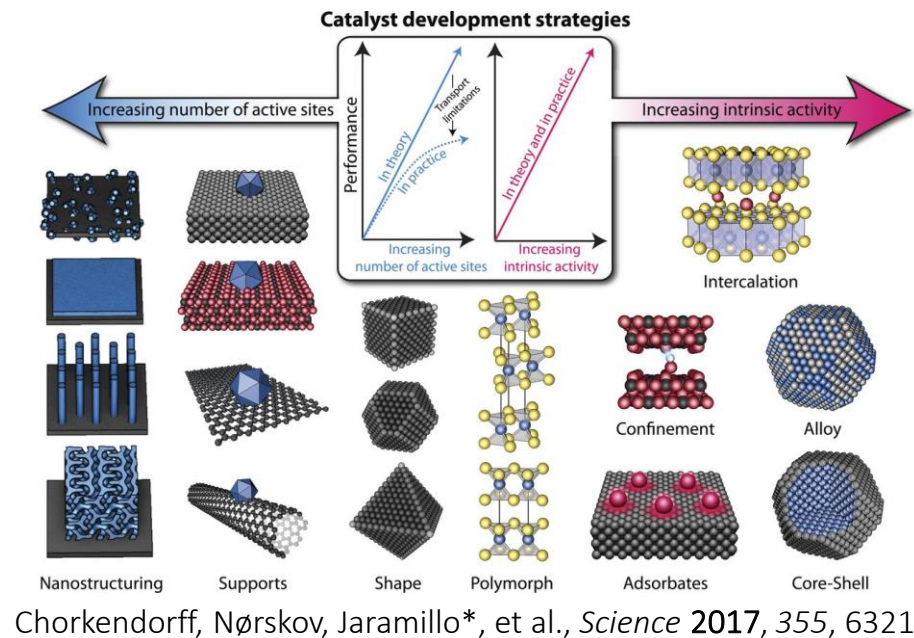 Catalyst development strategies
Increasing number of active sites
Performance
In theory
In practice
Transport
limitations
Increasing
number of active sites
In theory and in practice
Increasing
intrinsic activity
Increasing intrinsic activity
Intercalation
Confinement
Alloy
Nanostructuring
Supports
Shape
Polymorph
Adsorbates
Core-Shell
Chorkendorff, Nørskov, Jaramillo*, et al., Science 2017, 355, 6321